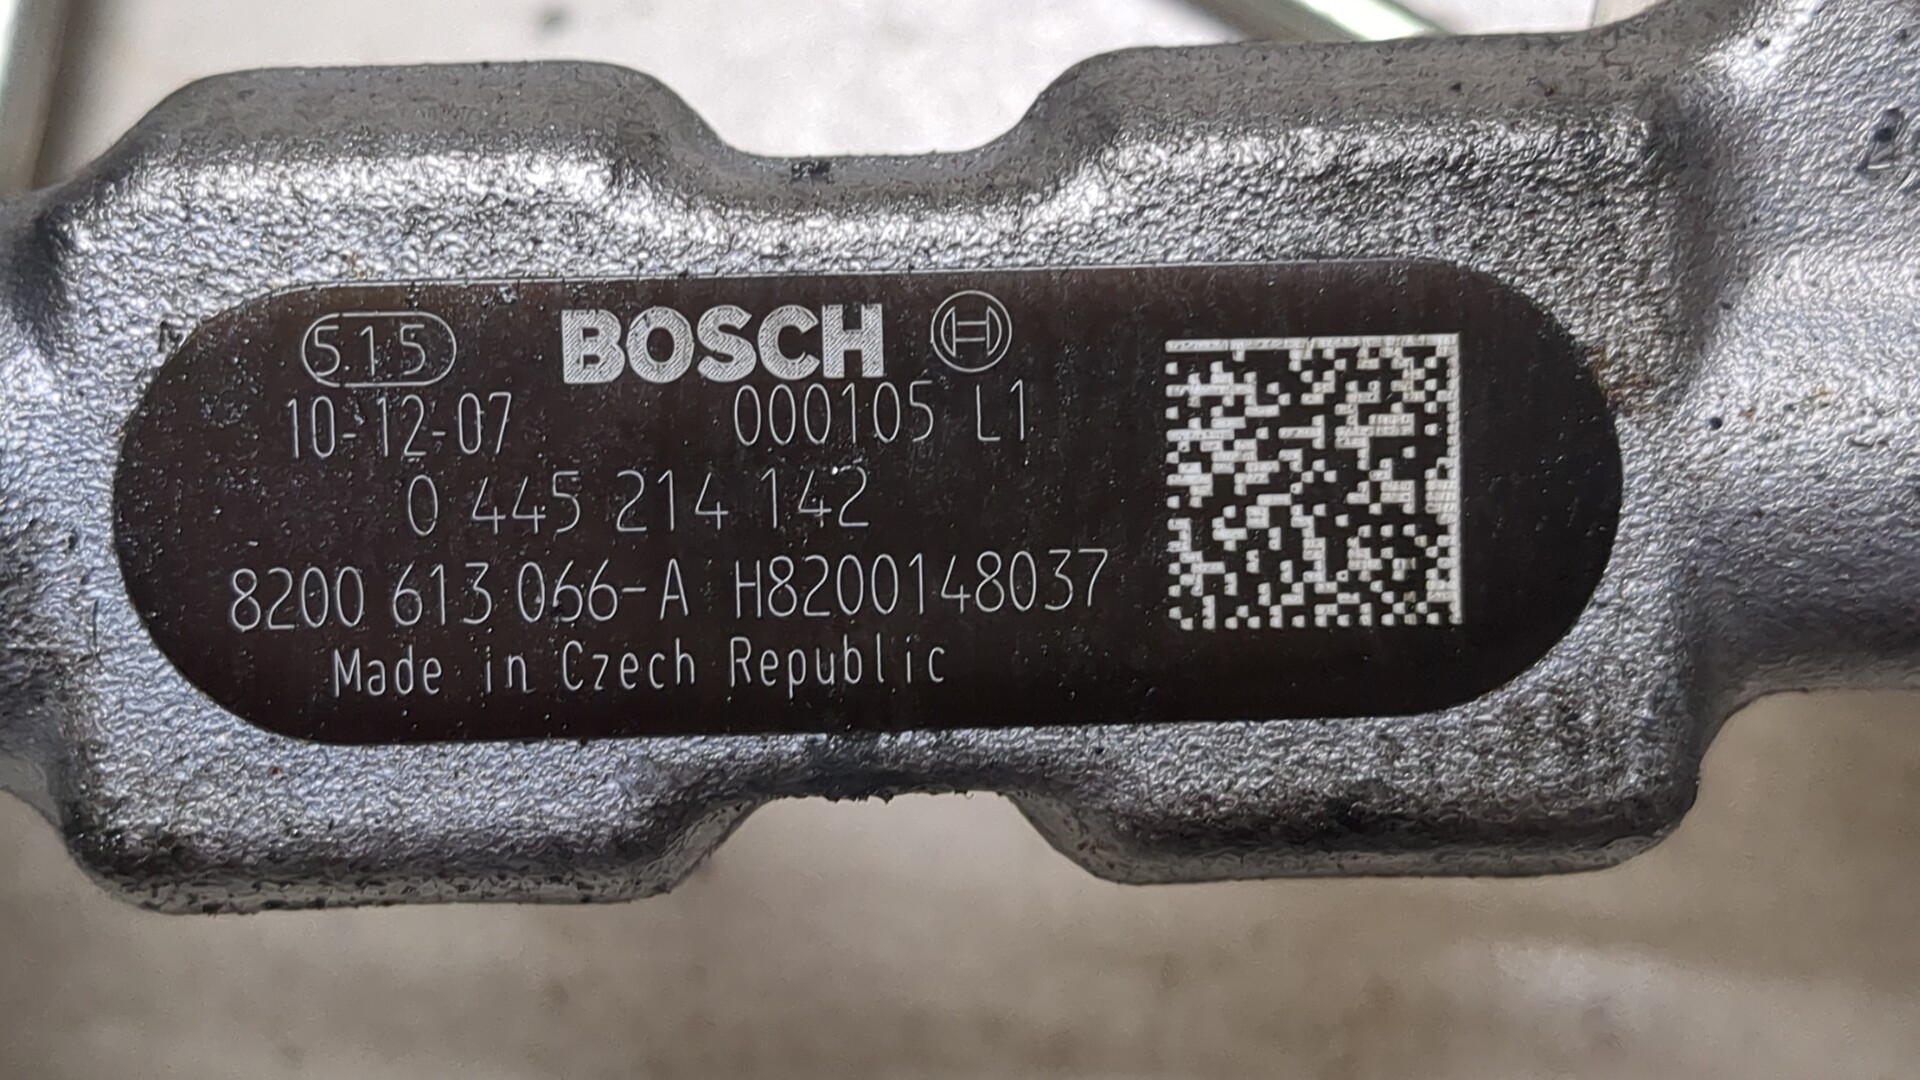 515 BOSCH
10-12-07 000105 L1
0 445 214 142
8200 613 066-A H8200148037
Made in Czech Republic